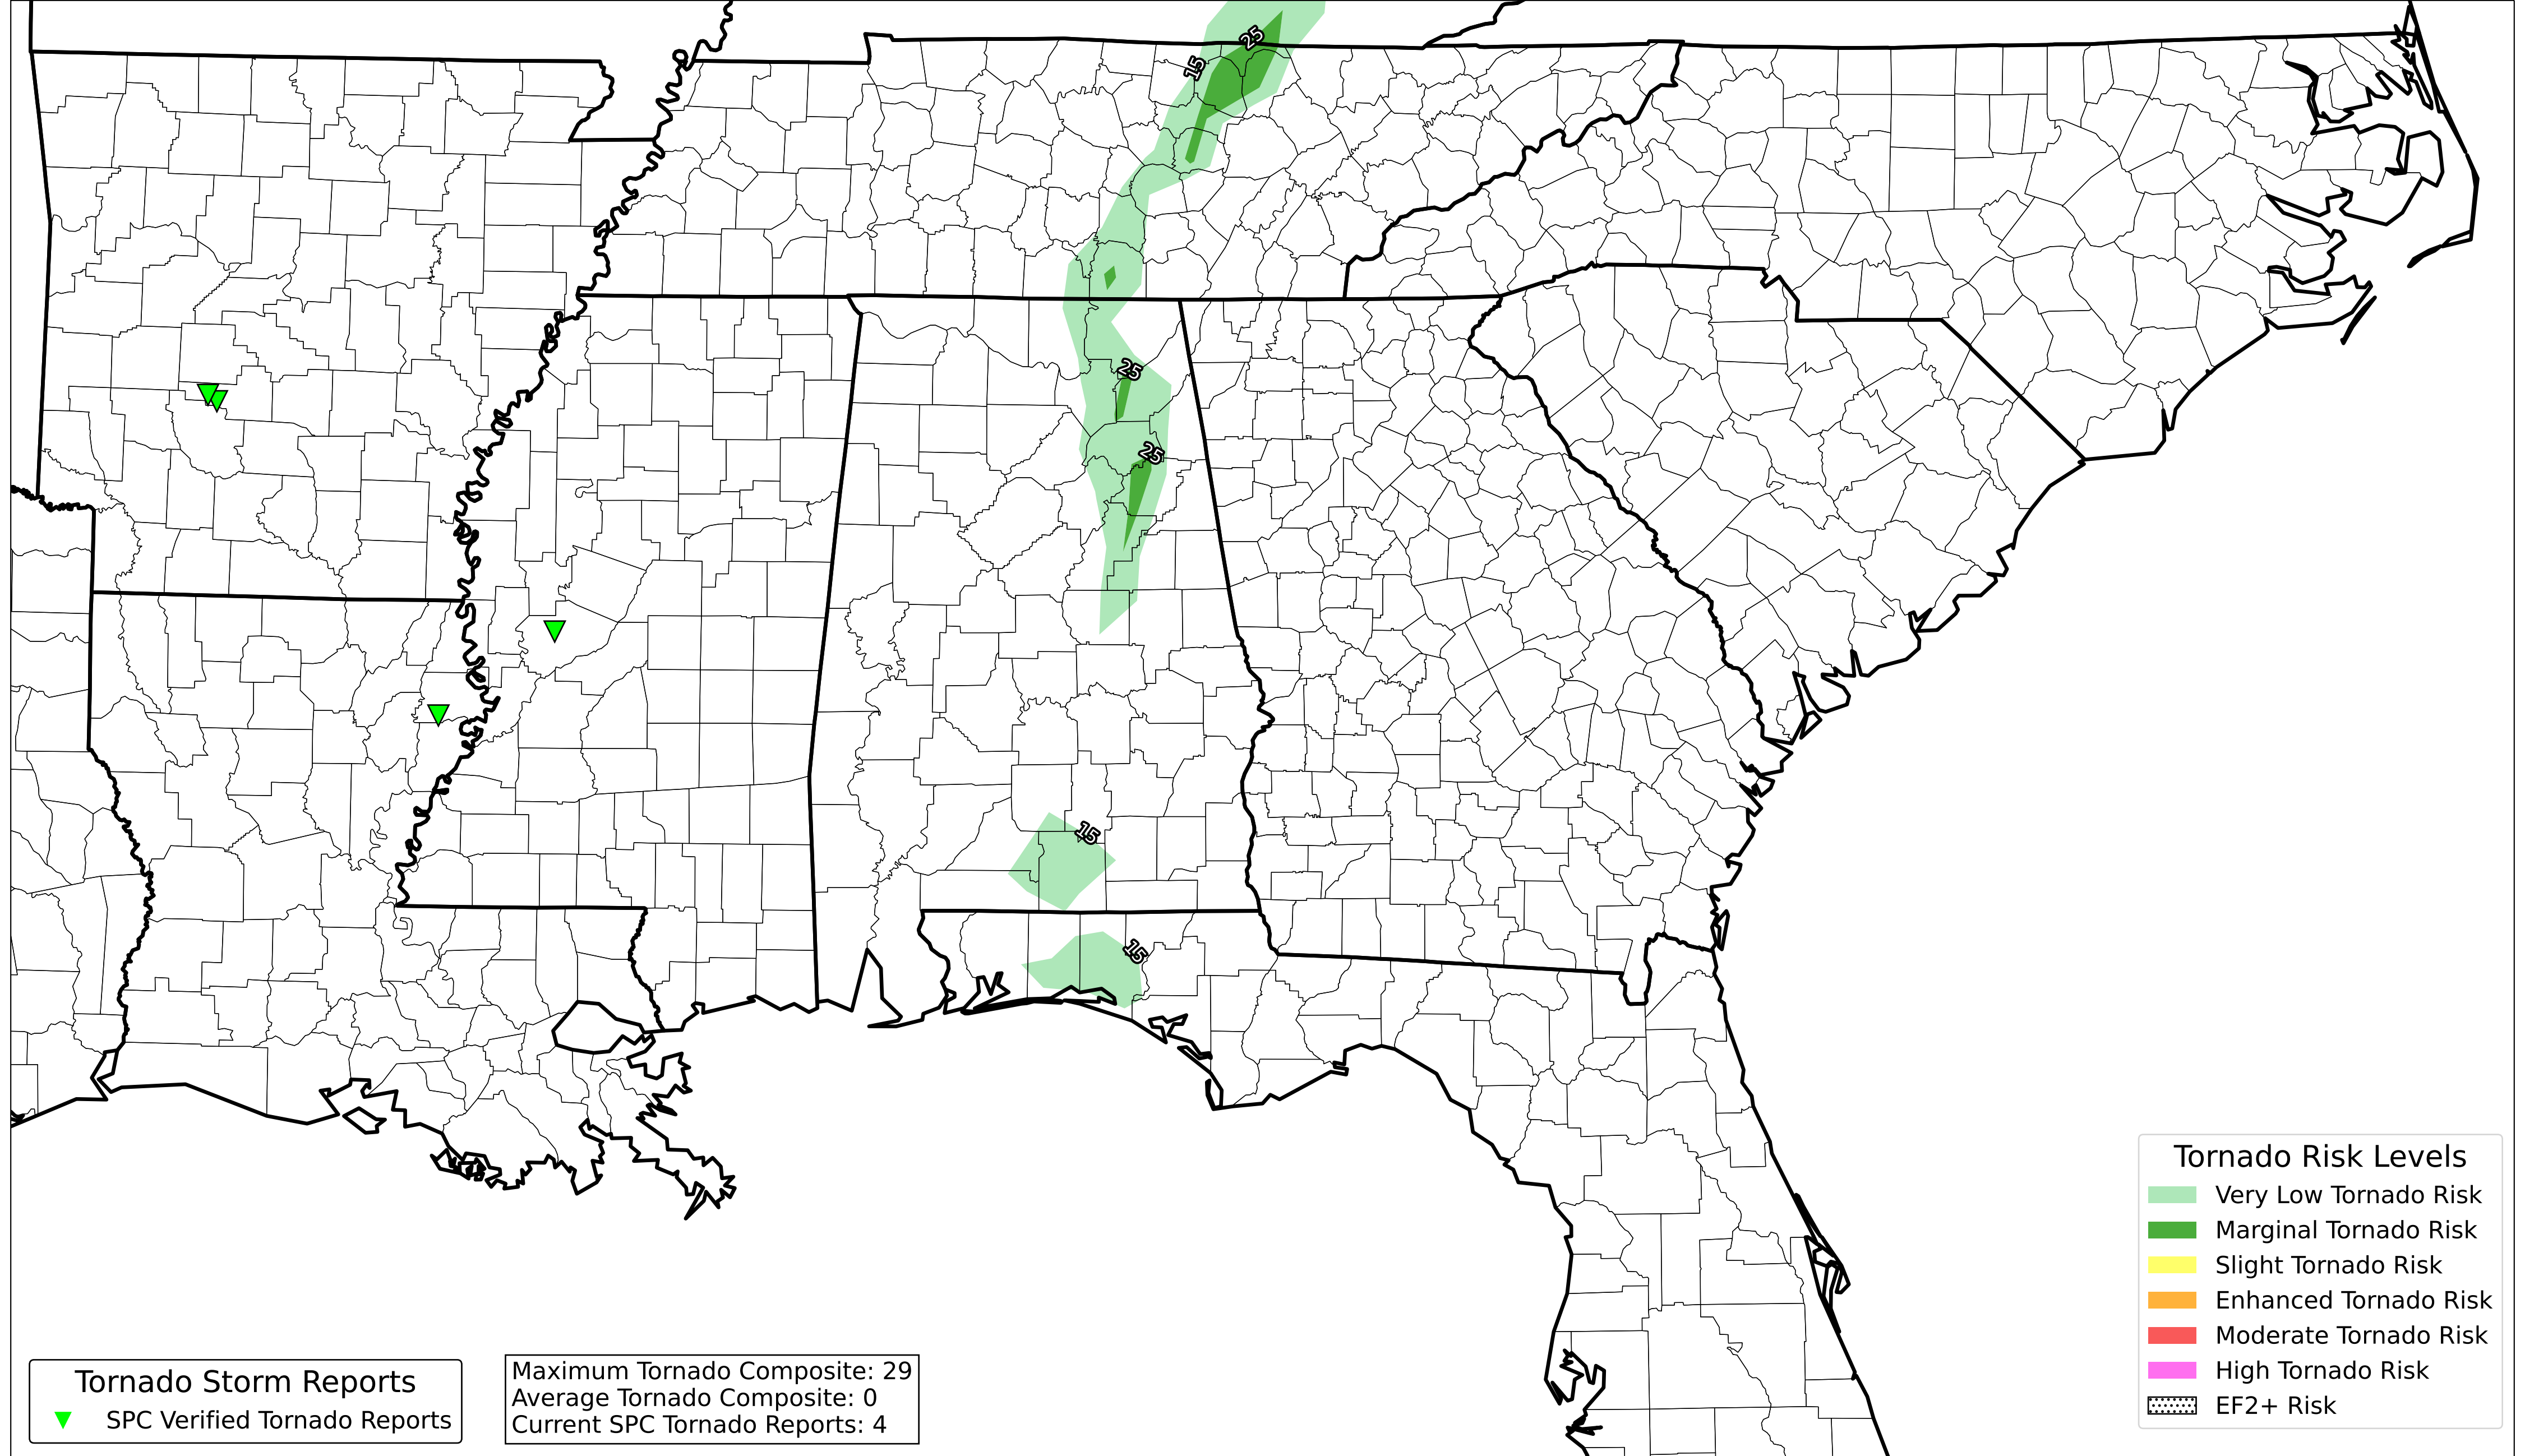 25
15
25
25
15
15
Tornado Risk Levels
Very Low Tornado Risk
Marginal Tornado Risk
Slight Tornado Risk
Enhanced Tornado Risk
Moderate Tornado Risk
High Tornado Risk
EF2+ Risk
Tornado Storm Reports
SPC Verified Tornado Reports
Maximum Tornado Composite: 29
Average Tornado Composite: 0
Current SPC Tornado Reports: 4